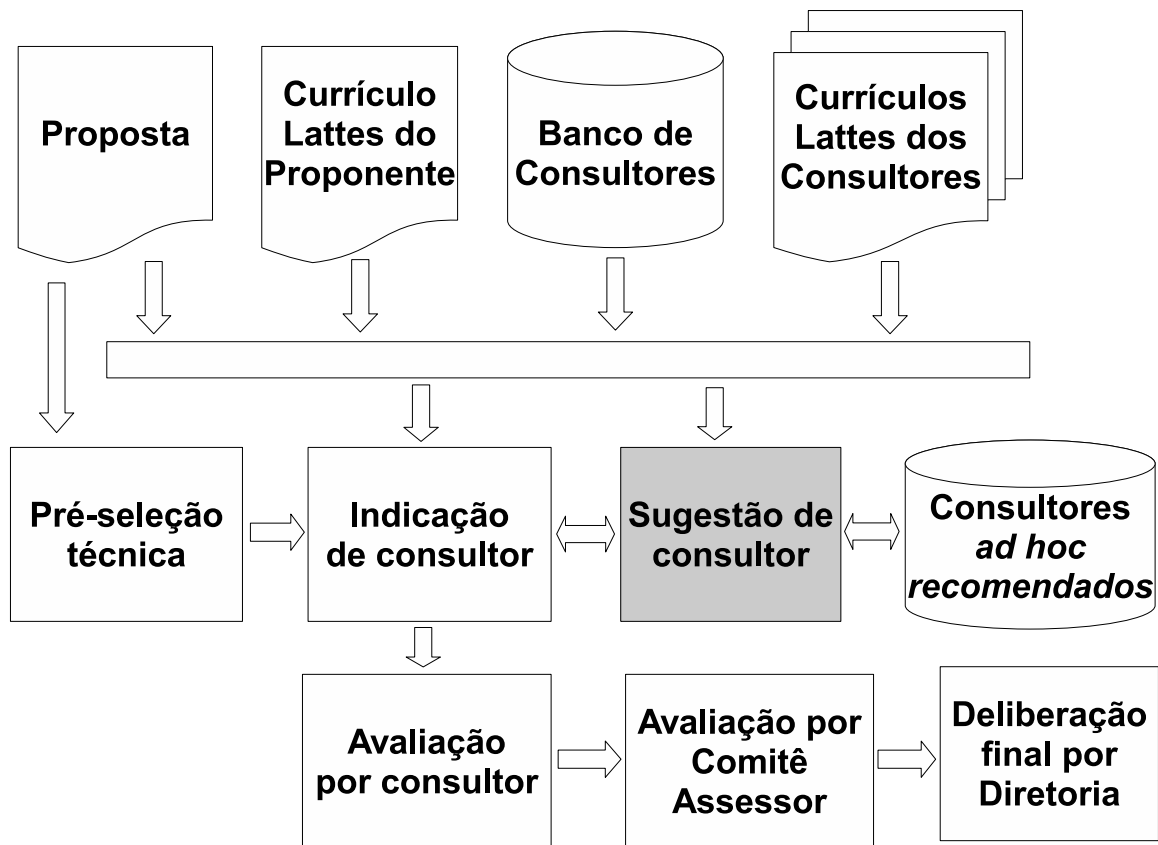 Proposta
Currículo
Lattes do
Proponente
Banco de
Consultores
Currículos
Lattes dos
Consultores
Pré-seleção
técnica
Indicação
de consultor
Sugestão de
consultor
Consultores
ad hoc
recomendados
Avaliação
por consultor
Avaliação por
Comitê
Assessor
Deliberação
final por
Diretoria